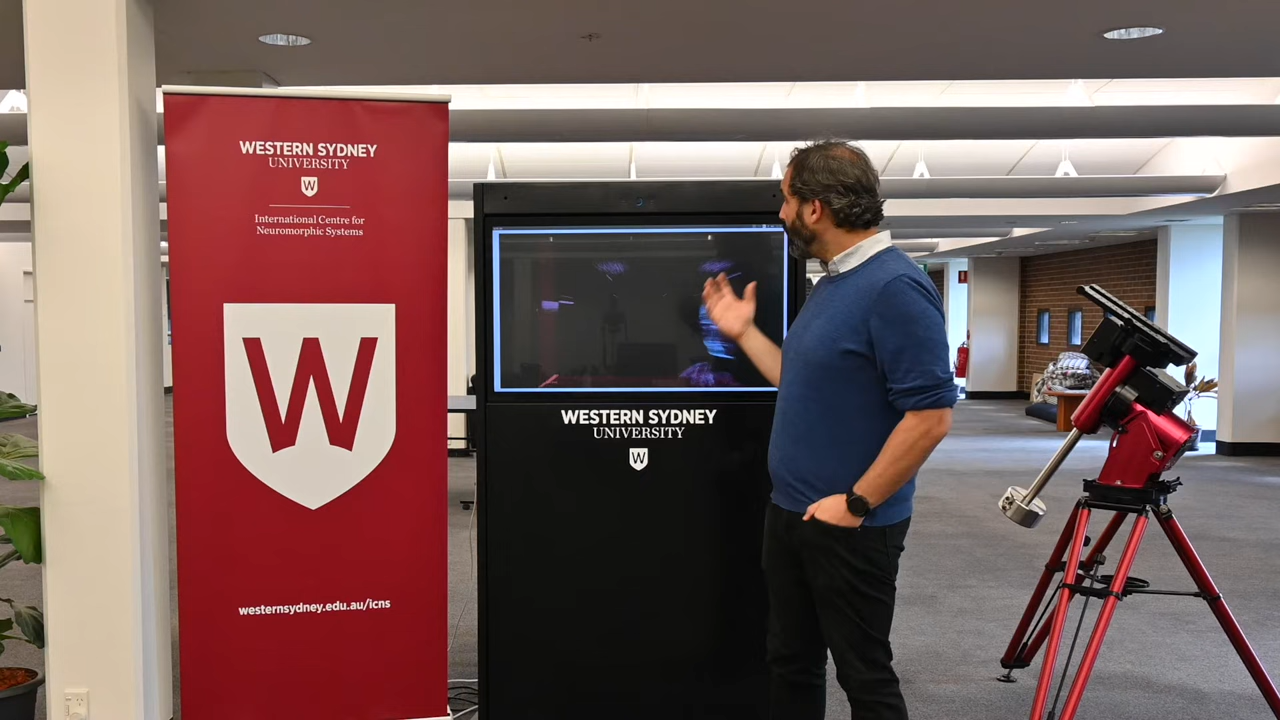 WESTERN SYDNEY
UNIVERSITY
W
International Centre for
Neuromorphic Systems
W
westernsydney.edu.au/icns
WESTERN SYDNEY
UNIVERSITY
W